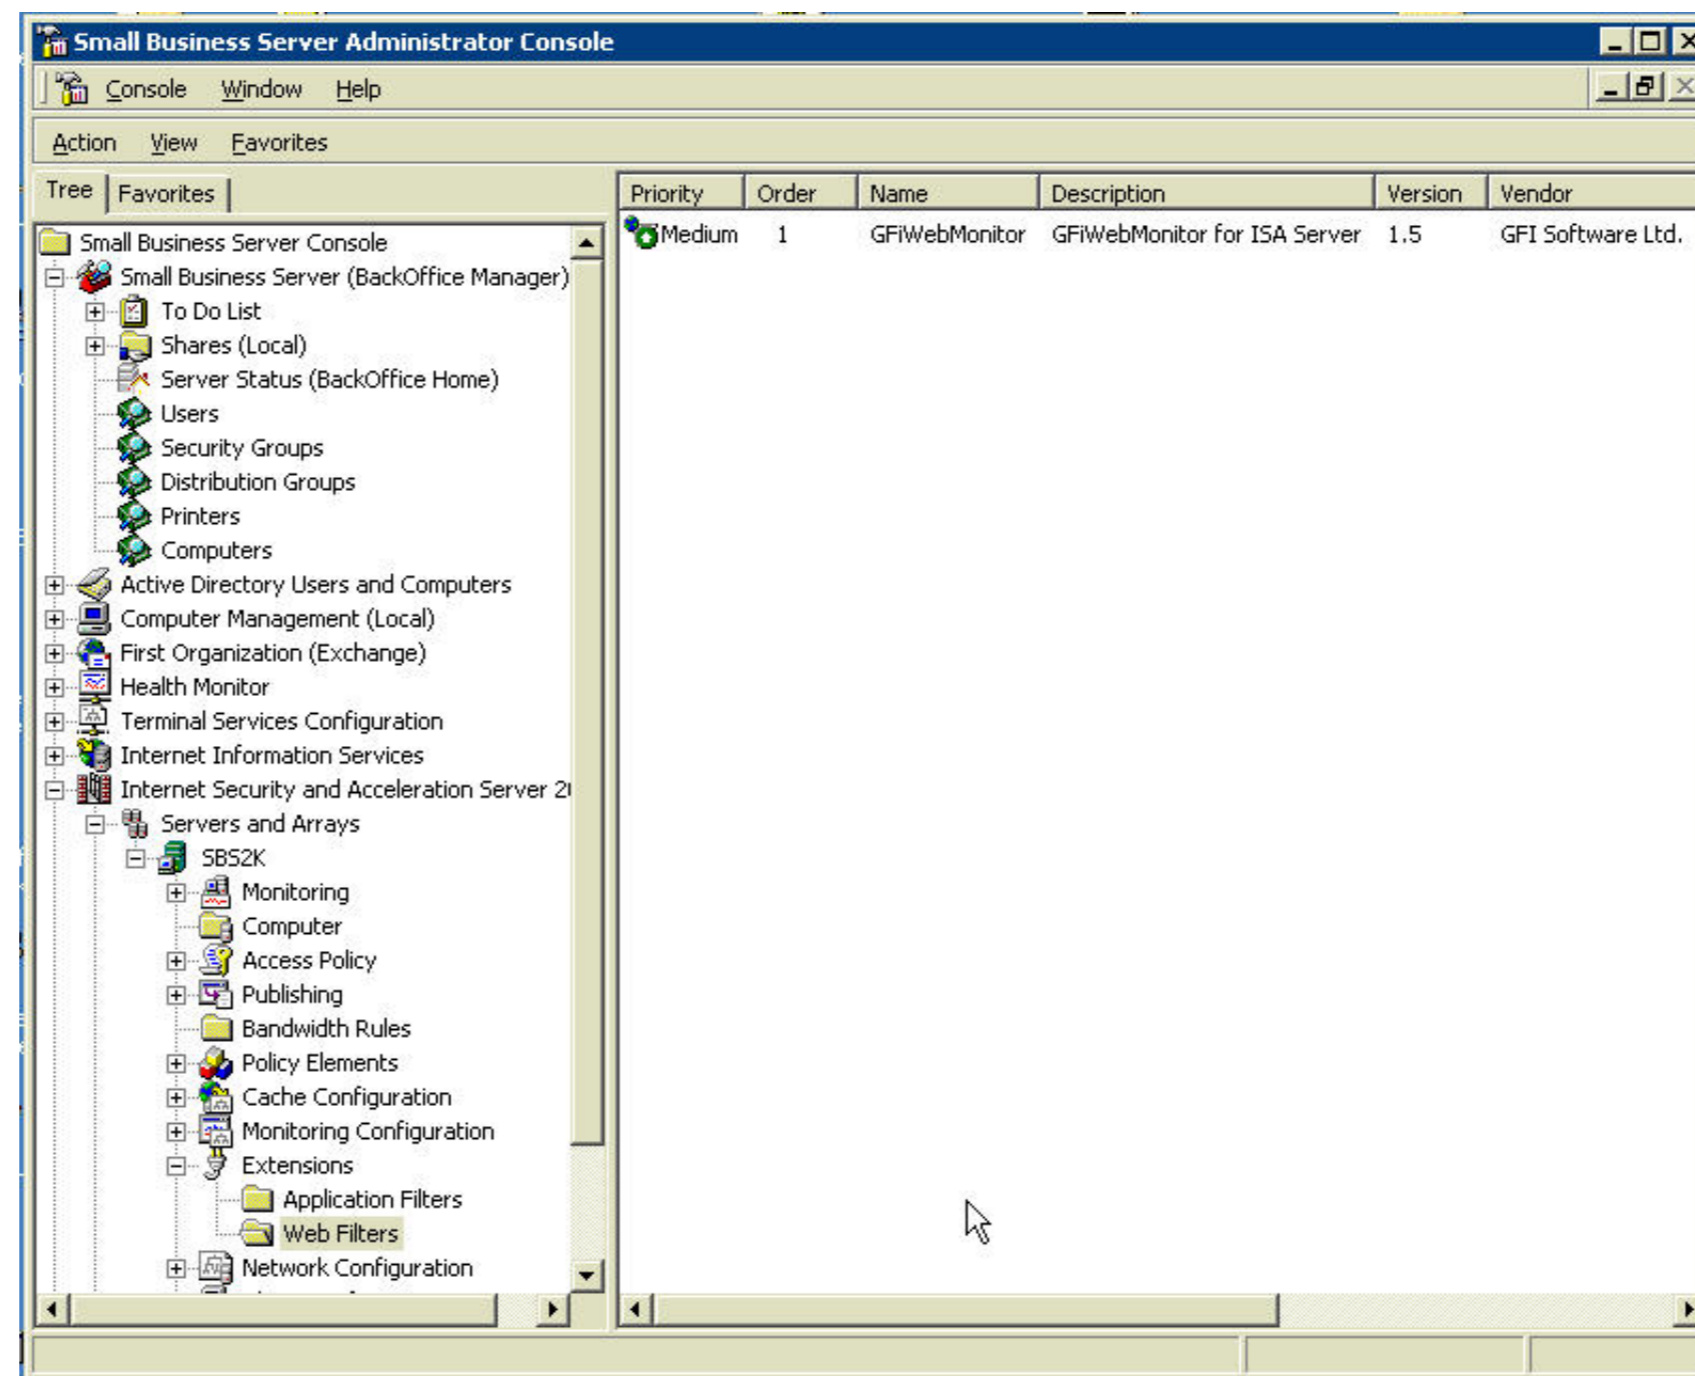 Small Business Server Administrator Console
Console Window Help
Action View Favorites
Tree Favorites
Priority Order Name Description Version Vendor
Medium 1 GFiWebMonitor GFiWebMonitor for ISA Server 1.5 GFI Software Ltd.
Small Business Server Console
Small Business Server (BackOffice Manager)
To Do List
Shares (Local)
Server Status (BackOffice Home)
Users
Security Groups
Distribution Groups
Printers
Computers
Active Directory Users and Computers
Computer Management (Local)
First Organization (Exchange)
Health Monitor
Terminal Services Configuration
Internet Information Services
Internet Security and Acceleration Server
Servers and Arrays
SBS2K
Monitoring
Computer
Access Policy
Publishing
Bandwidth Rules
Policy Elements
Cache Configuration
Monitoring Configuration
Extensions
Application Filters
Web Filters
Network Configuration